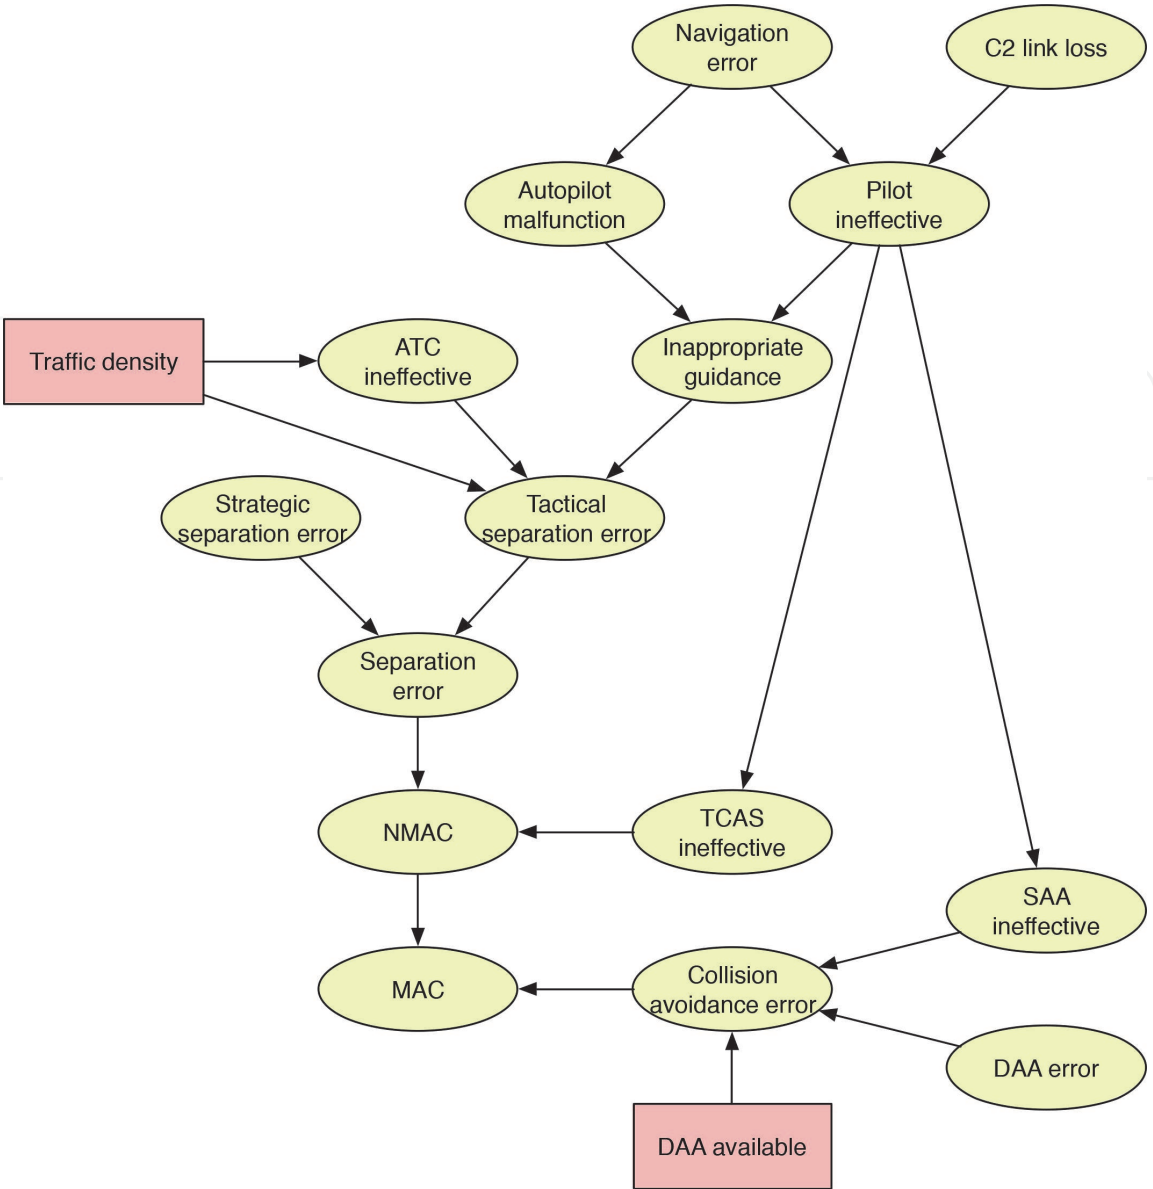 Navigation
error
C2 link loss
Autopilot
malfunction
Pilot
ineffective
Traffic density
ATC
ineffective
Inappropriate
guidance
Strategic
separation error
Tactical
separation error
Separation
error
NMAC
TCAS
ineffective
SAA
ineffective
MAC
Collision
avoidance error
DAA error
DAA available